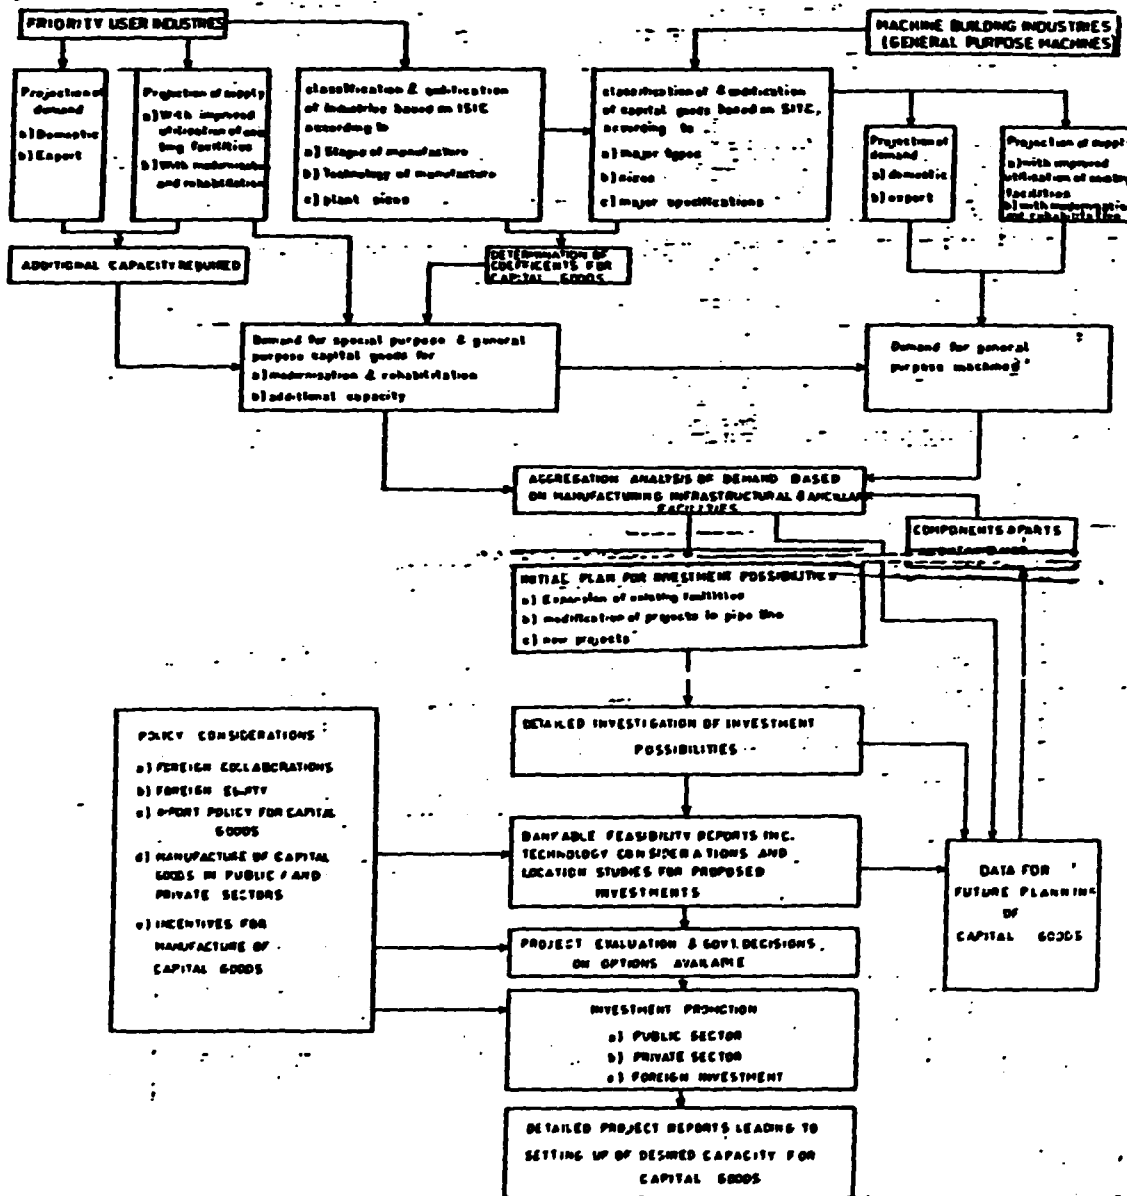 PRIORITY USER INDUSTRIES
MACHINE BUILDING INDUSTRIES
(GENERAL PURPOSE MACHINES)
Projection of
demand
a) Domestic
b) Export
Projection of supply
a) With improved
utilisation of
facilities
b) With modernisation
and rehabilitation
classification &
of industries based on ISIC
according to
a) Stages of manufacture
b) Technology of manufacture
c) plant sizes
classification of &
of capital goods based on SITC,
according to
a) major types
b) sizes
c) major specifications
Projection of
demand
a) domestic
b) export
Projection of supply
a) with improved
utilisation of existing
facilities
b) with modernisation
and rehabilitation
ADDITIONAL CAPACITY REQUIRED
DETERMINATION OF
COEFFICENTS FOR
CAPITAL GOODS
Demand for special purpose & general
purpose capital goods for
a) modernisation & rehabilitation
b) additional capacity
Demand for general
purpose machines
AGGREGATION ANALYSIS OF DEMAND BASED
ON MANUFACTURING INFRASTRUCTURAL & ANCILLARY
FACILITIES
COMPONENTS & PARTS
INITIAL PLAN FOR INVESTMENT POSSIBILITIES
a) Expansion of existing facilities
b) modification of projects in pipe line
c) new projects
DETAILED INVESTIGATION OF INVESTMENT
POSSIBILITIES
POLICY CONSIDERATIONS
a) FOREIGN COLLABORATIONS
b) FOREIGN EQUITY
c) IMPORT POLICY FOR CAPITAL
GOODS
d) MANUFACTURE OF CAPITAL
GOODS IN PUBLIC / AND
PRIVATE SECTORS
e) INCENTIVES FOR
MANUFACTURE OF
CAPITAL GOODS
BANKABLE FEASIBILITY REPORTS INC.
TECHNOLOGY CONSIDERATIONS AND
LOCATION STUDIES FOR PROPOSED
INVESTMENTS
DATA FOR
FUTURE PLANNING
OF
CAPITAL GOODS
PROJECT EVALUATION & GOVT. DECISIONS,
ON OPTIONS AVAILABLE
INVESTMENT PROMOTION
a) PUBLIC SECTOR
b) PRIVATE SECTOR
c) FOREIGN INVESTMENT
DETAILED PROJECT REPORTS LEADING TO
SETTING UP OF DESIRED CAPACITY FOR
CAPITAL GOODS